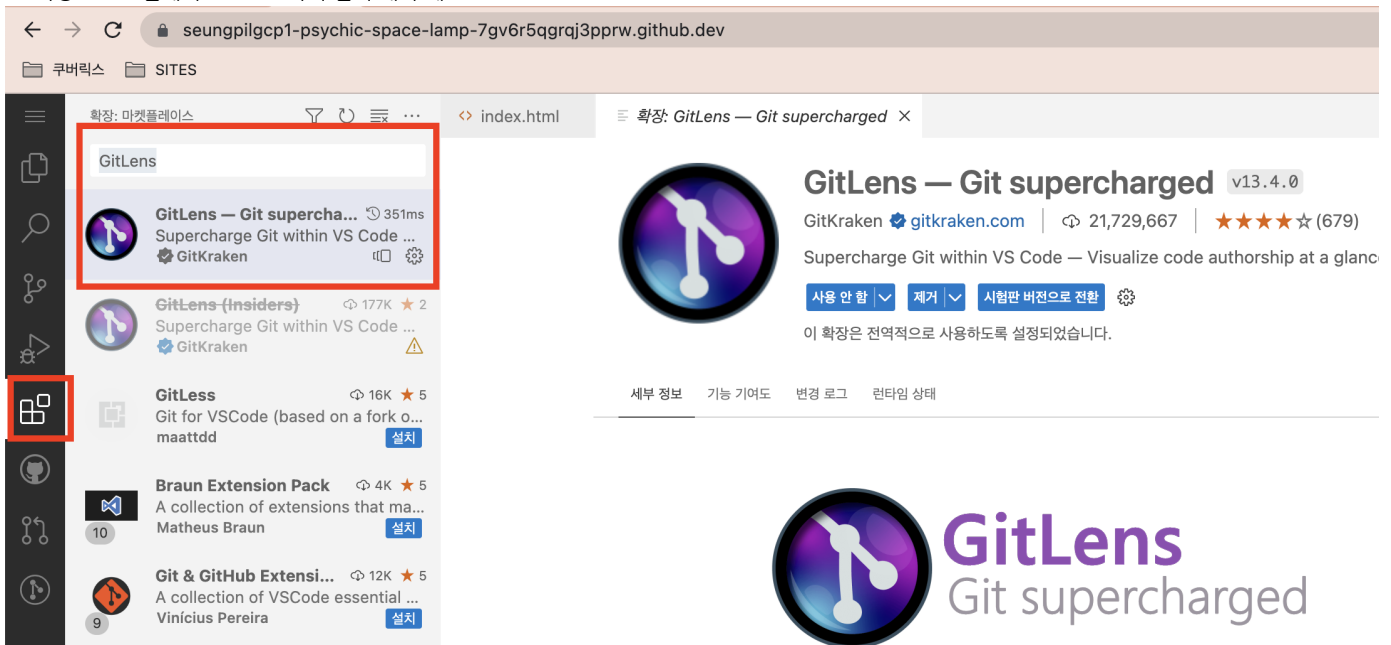 seungpilgcp1-psychic-space-lamp-7gv6r5qgrqj3pprw.github.dev
쿠버릭스 SITES
확장: 마켓플레이스
index.html
확장: GitLens — Git supercharged
GitLens
GitLens — Git supercha... 351ms
Supercharge Git within VS Code ...
GitKraken
GitLens (Insiders) 177K ★ 2
Supercharge Git within VS Code ...
GitKraken
GitLess 16K ★ 5
Git for VSCode (based on a fork o...
maattdd 설치
Braun Extension Pack 4K ★ 5
A collection of extensions that ma...
10 Matheus Braun 설치
Git & GitHub Extensi... 12K ★ 5
A collection of VSCode essential ...
9 Vinícius Pereira 설치
GitLens — Git supercharged v13.4.0
GitKraken gitkraken.com 21,729,667 ★★★★☆ (679)
Supercharge Git within VS Code — Visualize code authorship at a glanc
사용 안 함 제거 시험판 버전으로 전환
이 확장은 전역적으로 사용하도록 설정되었습니다.
세부 정보 기능 기여도 변경 로그 런타임 상태
GitLens
Git supercharged